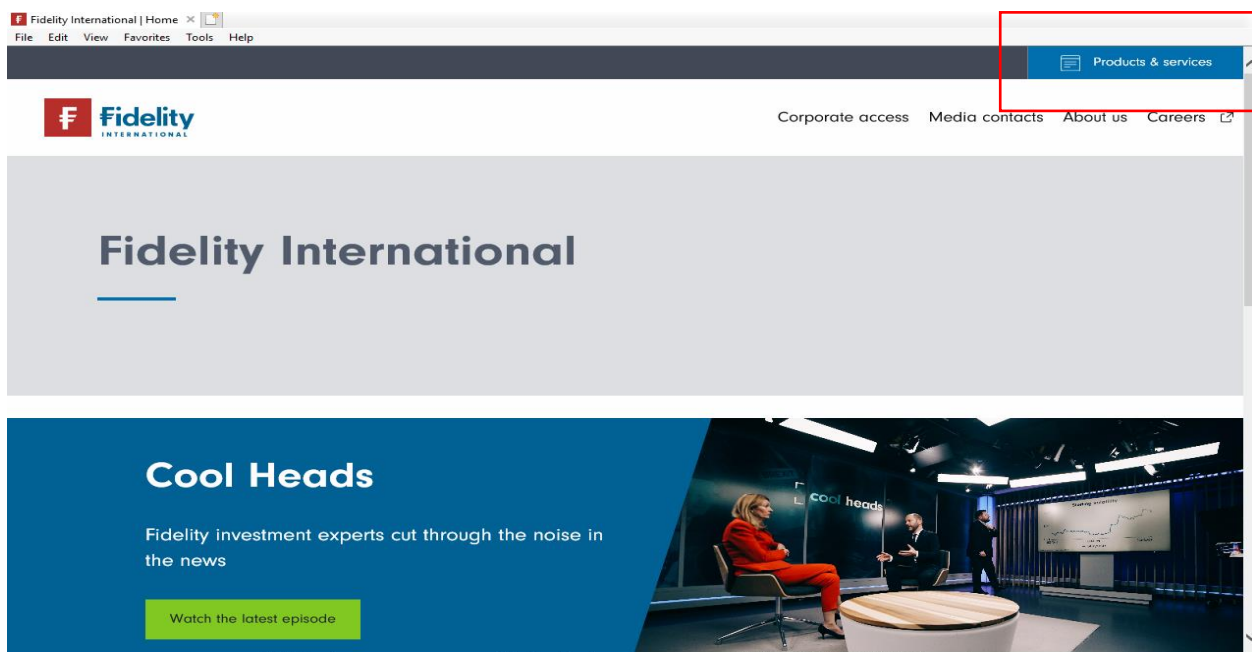 Fidelity International | Home
File Edit View Favorites Tools Help
Products & services
Fidelity
INTERNATIONAL
Corporate access Media contacts About us Careers
Fidelity International
Cool Heads
Fidelity investment experts cut through the noise in
the news
Watch the latest episode
cool heads